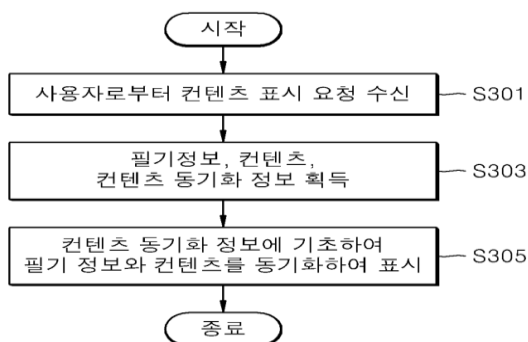 시작
사용자로부터 컨텐츠 표시 요청 수신
S301
필기정보, 컨텐츠,
컨텐츠 동기화 정보 획득
S303
컨텐츠 동기화 정보에 기초하여
필기 정보와 컨텐츠를 동기화하여 표시
S305
종료